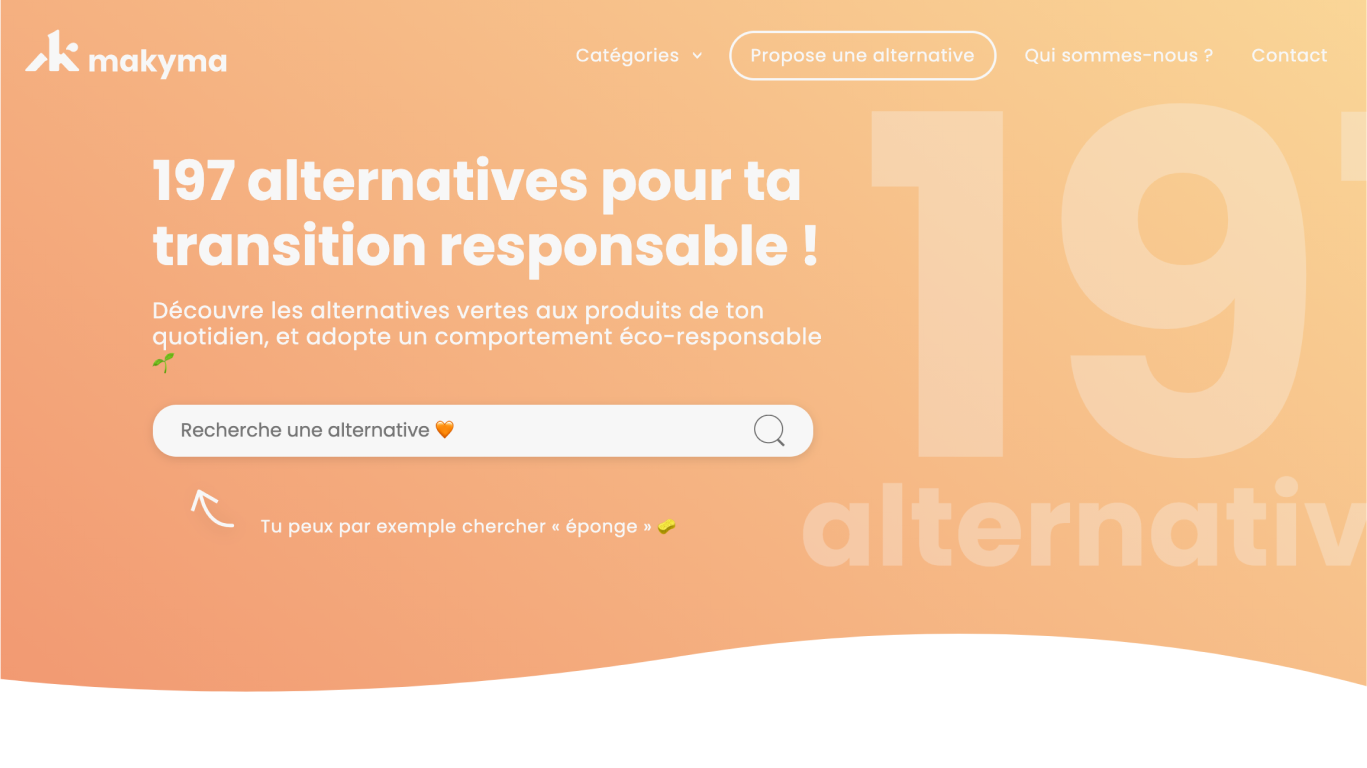 makyma
Catégories
Propose une alternative
Qui sommes-nous ?
Contact
197 alternatives pour ta
transition responsable !
Découvre les alternatives vertes aux produits de ton
quotidien, et adopte un comportement éco-responsable
🌱
Recherche une alternative 🧡
Tu peux par exemple chercher « éponge » 🧽
197
alternativ